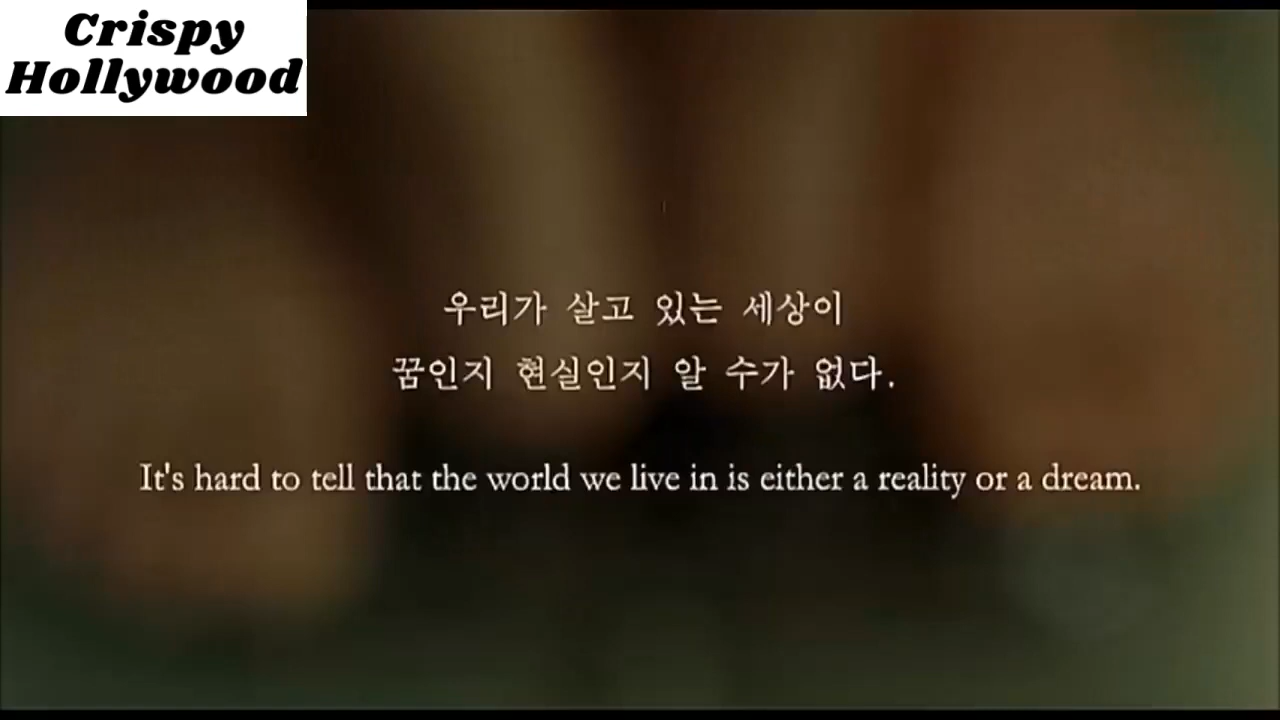 Crispy
Hollywood
우리가 살고 있는 세상이
꿈인지 현실인지 알 수가 없다.
It's hard to tell that the world we live in is either a reality or a dream.